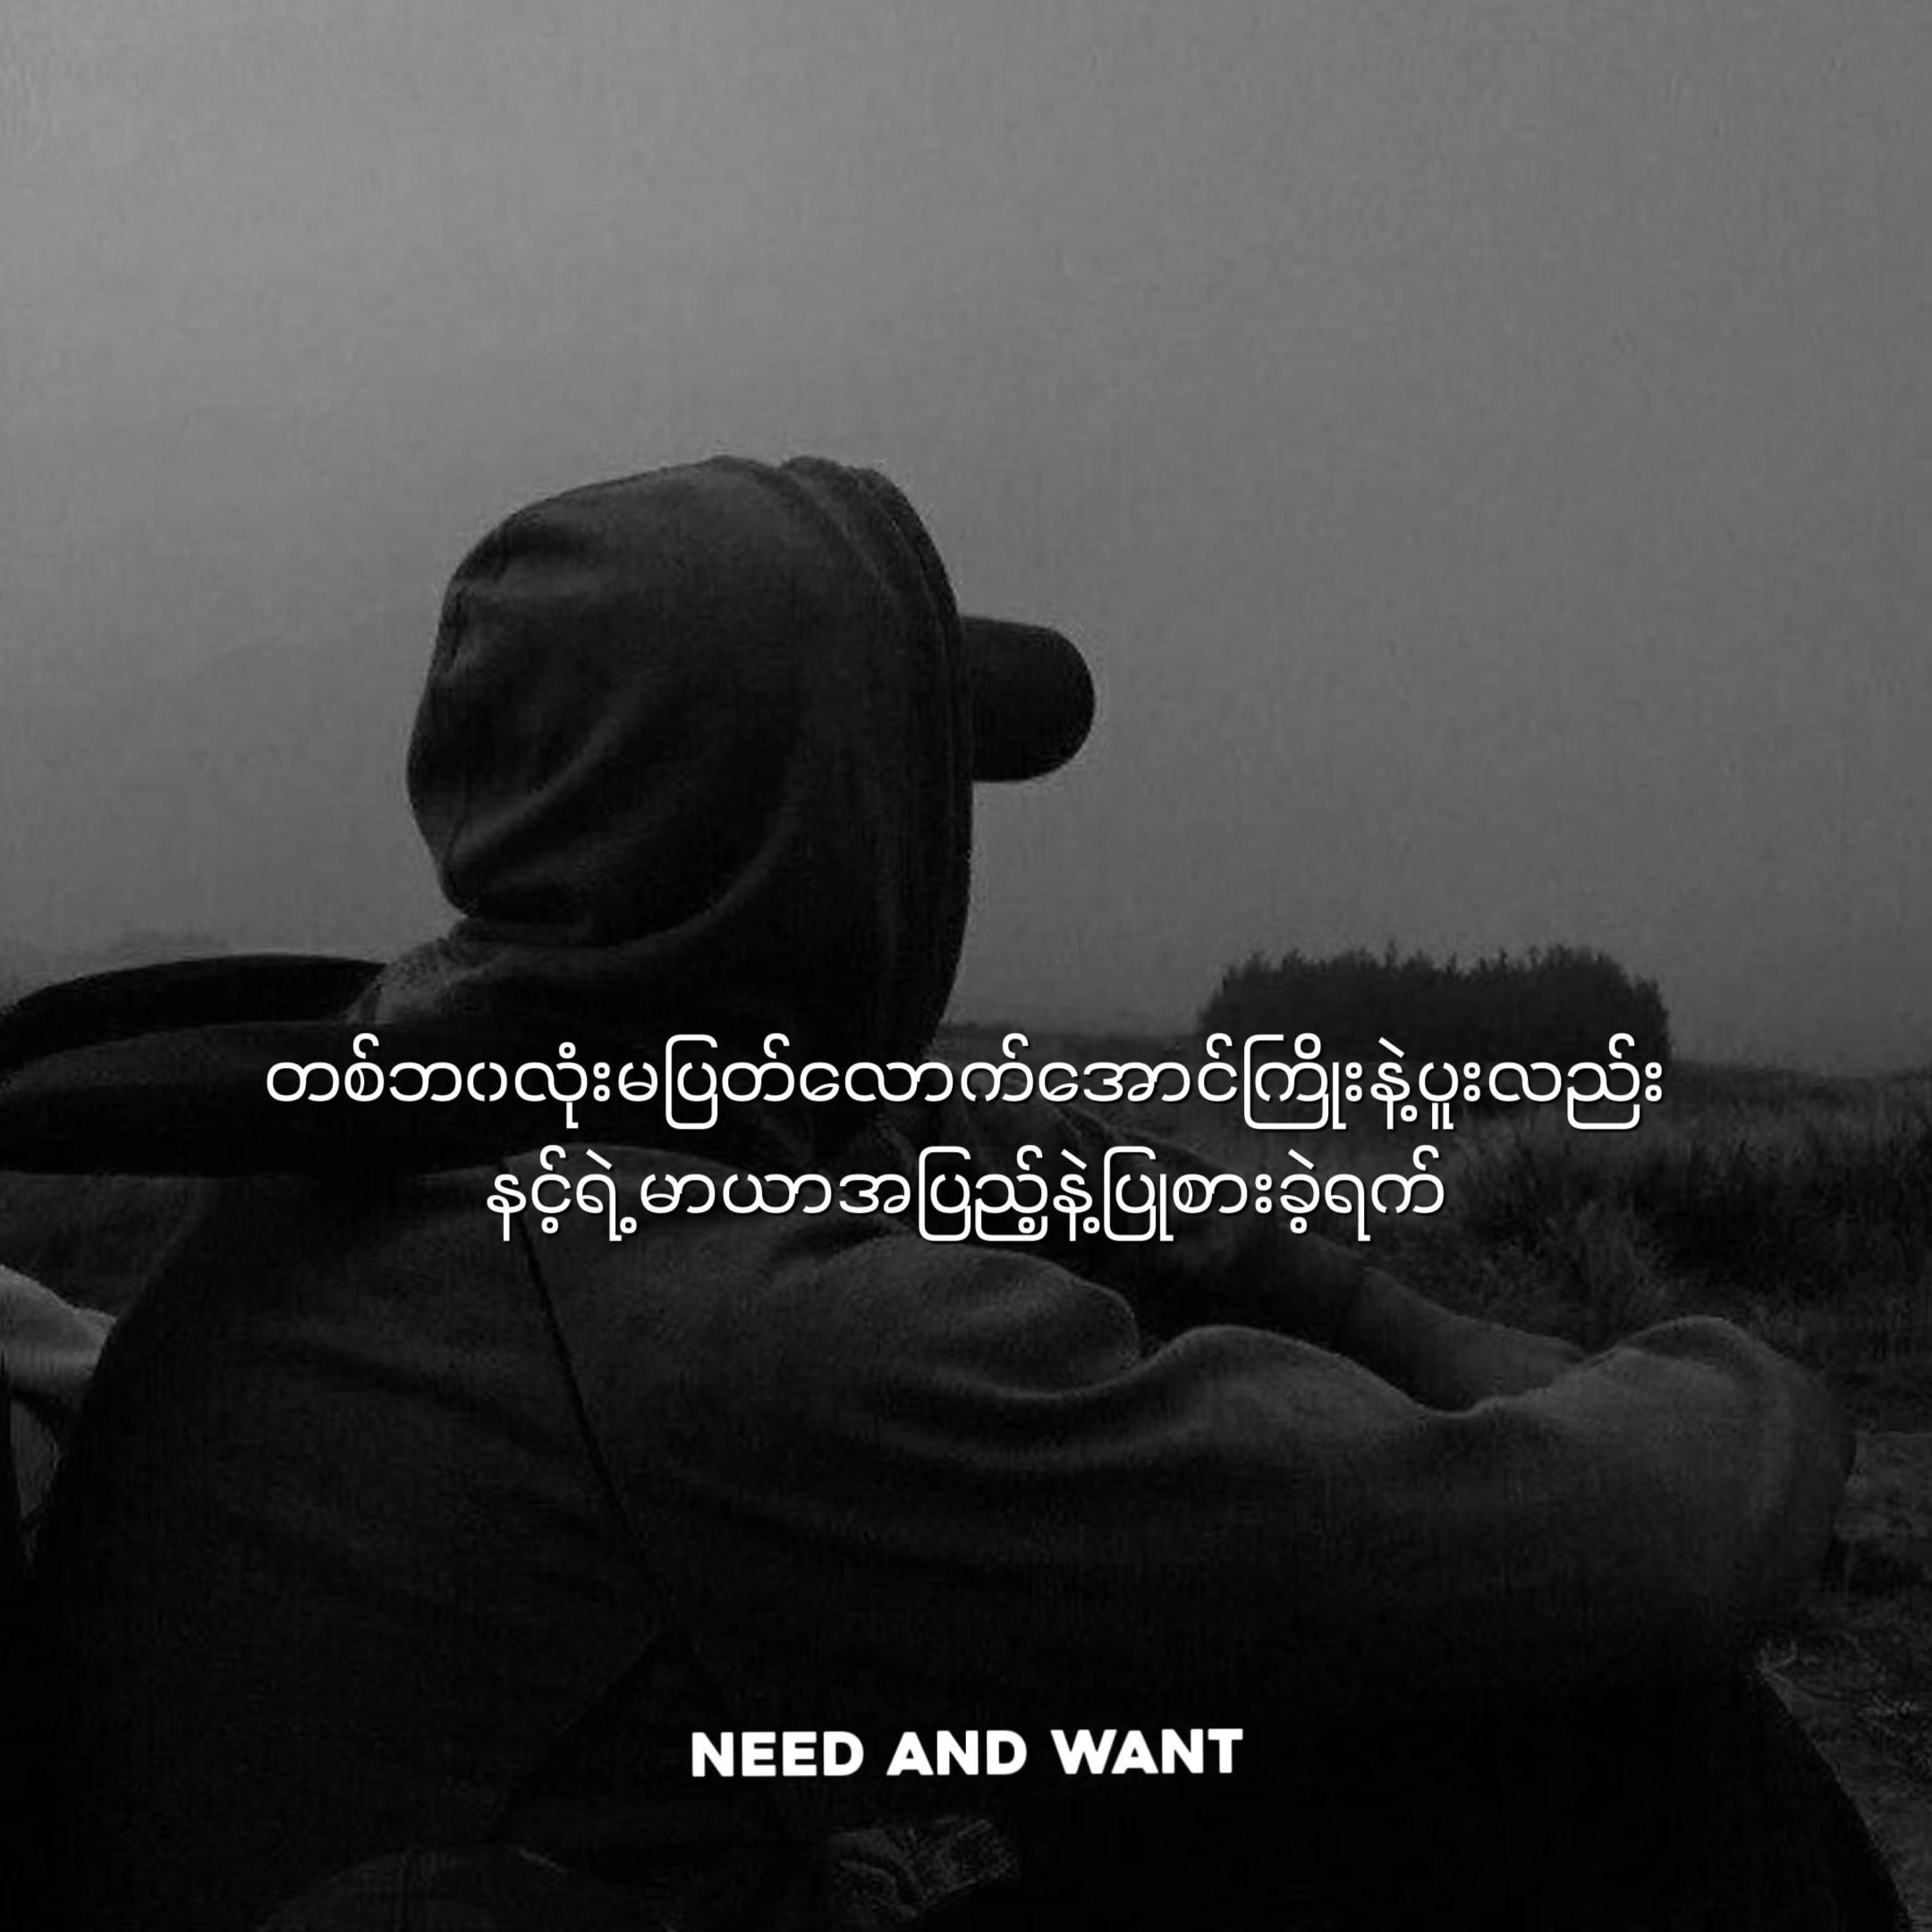 တစ်ဘဝလုံးမပြတ်လောက်အောင်ကြိုးနဲ့ပူးလည်း
နင့်ရဲ့မာယာအပြည့်နဲ့ပြုစားခဲ့ရက်
NEED AND WANT